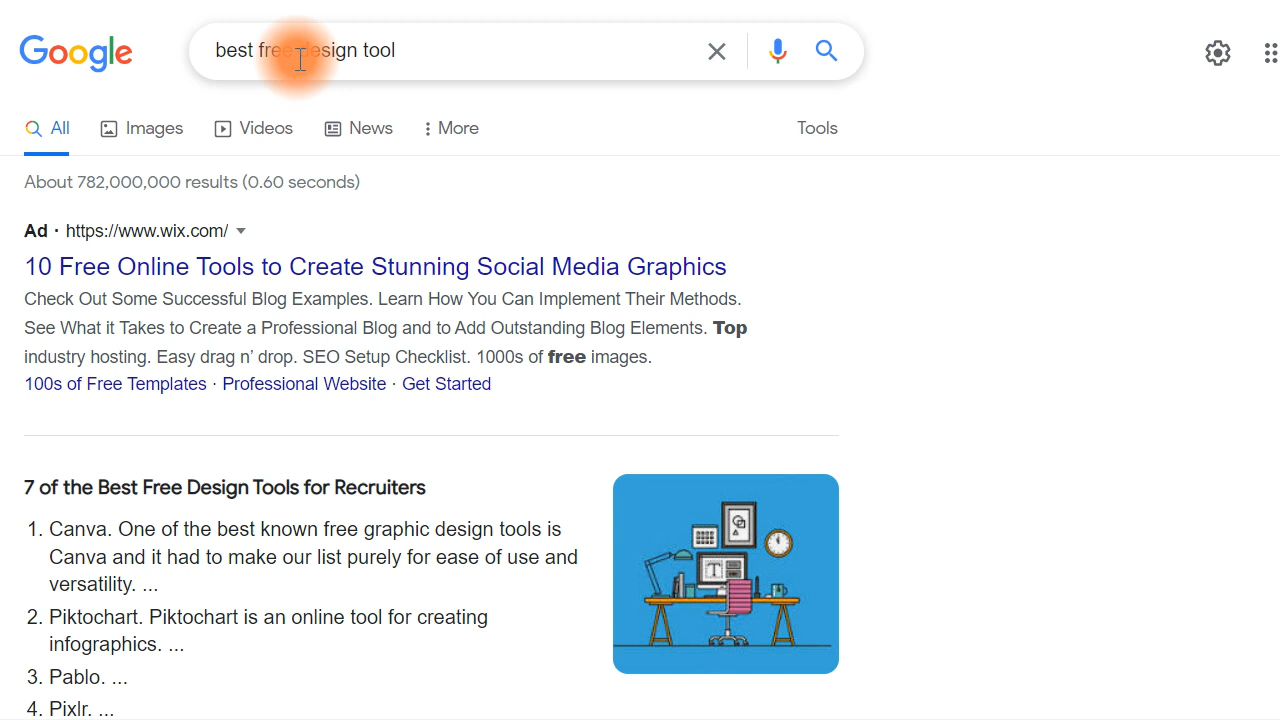 Google
best free design tool
All
Images
Videos
News
More
Tools
About 782,000,000 results (0.60 seconds)
Ad · https://www.wix.com/
10 Free Online Tools to Create Stunning Social Media Graphics
Check Out Some Successful Blog Examples. Learn How You Can Implement Their Methods.
See What it Takes to Create a Professional Blog and to Add Outstanding Blog Elements. Top
industry hosting. Easy drag n' drop. SEO Setup Checklist. 1000s of free images.
100s of Free Templates · Professional Website · Get Started
7 of the Best Free Design Tools for Recruiters
1. Canva. One of the best known free graphic design tools is
Canva and it had to make our list purely for ease of use and
versatility. ...
2. Piktochart. Piktochart is an online tool for creating
infographics. ...
3. Pablo. ...
4. Pixlr. ...
T